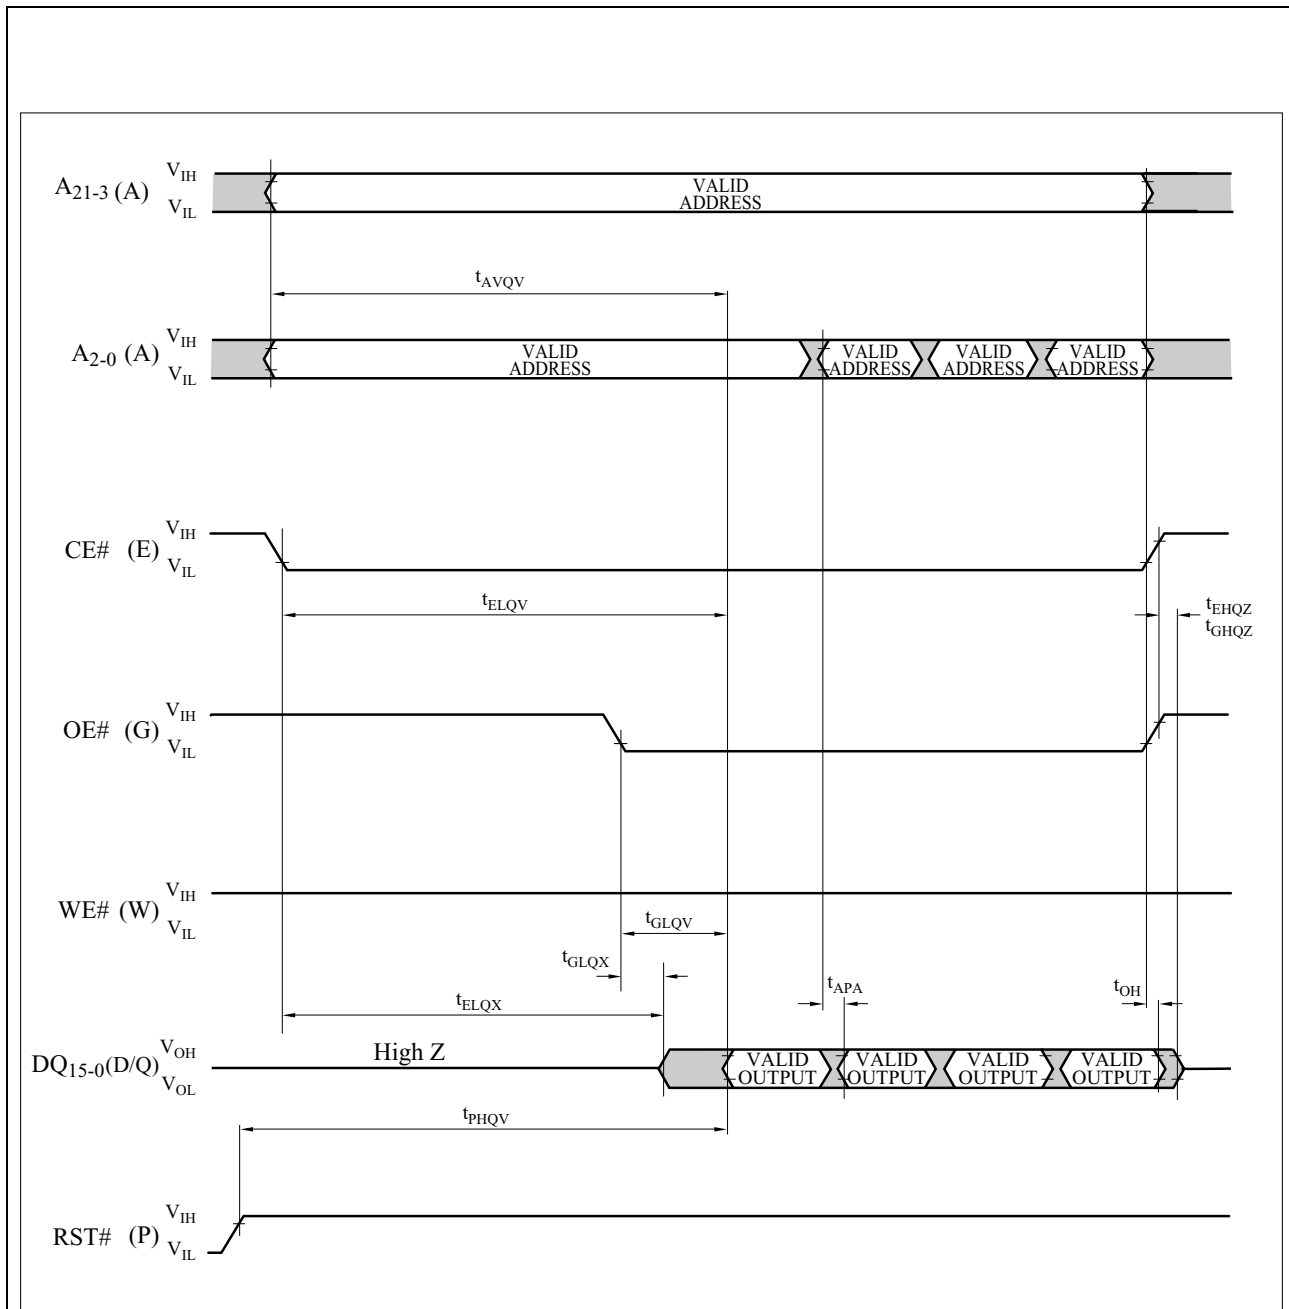 A21-3 (A) VIH VIL VALID ADDRESS
tAVQV
A2-0 (A) VIH VIL VALID ADDRESS VALID ADDRESS VALID ADDRESS VALID ADDRESS
CE# (E) VIH VIL
tELQV
tEHQZ
tGHQZ
OE# (G) VIH VIL
WE# (W) VIH VIL
tGLQV
tGLQX
tAPA
tOH
tELQX
DQ15-0(D/Q) VOH VOL High Z VALID OUTPUT VALID OUTPUT VALID OUTPUT VALID OUTPUT
tPHQV
RST# (P) VIH VIL